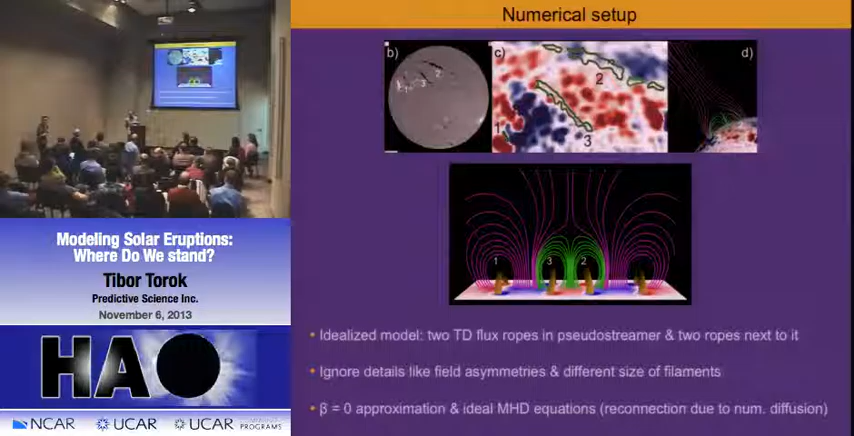 Numerical setup
b)
c)
d)
1
2
3
1
2
3
1
3
2
Modeling Solar Eruptions:
Where Do We stand?
Tibor Torok
Predictive Science Inc.
November 6, 2013
HAO
NCAR
UCAR
UCAR
PROGRAMS
• Idealized model: two TD flux ropes in pseudostreamer & two ropes next to it
• Ignore details like field asymmetries & different size of filaments
• β = 0 approximation & ideal MHD equations (reconnection due to num. diffusion)